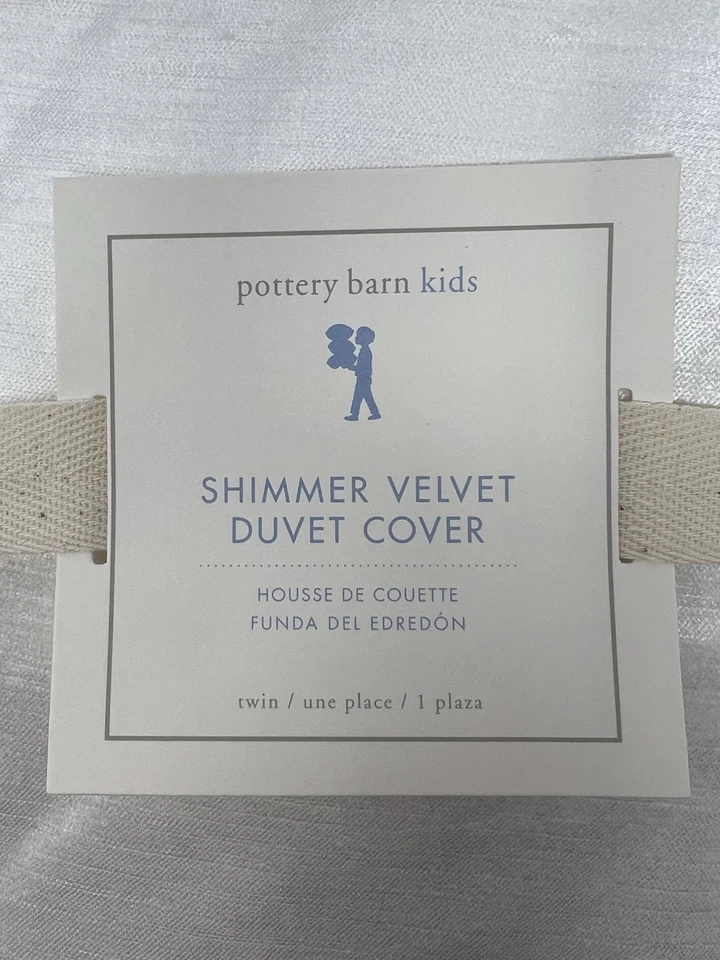 pottery barn kids
SHIMMER VELVET
DUVET COVER
HOUSSE DE COUETTE
FUNDA DEL EDREDÓN
twin / une place / 1 plaza